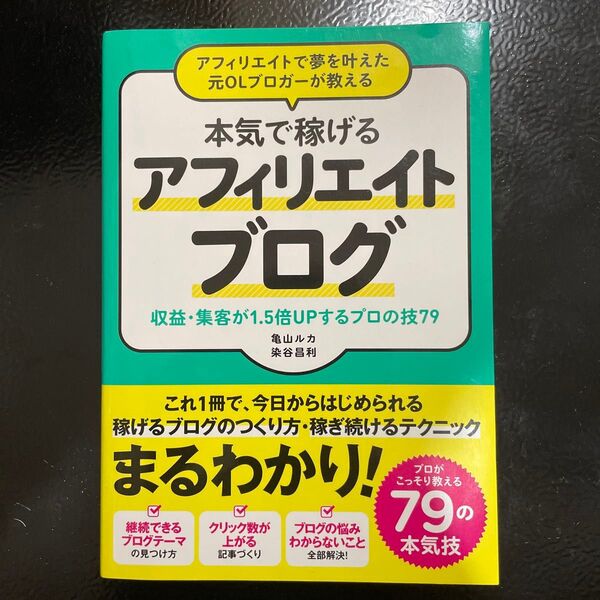 アフィリエイトで夢を叶えた
元OLブロガーが教える
本気で稼げる
アフィリエイト
ブログ
収益・集客が1.5倍UPするプロの技79
亀山ルカ
染谷昌利
これ1冊で、今日からはじめられる
稼げるブログのつくり方・稼ぎ続けるテクニック
まるわかり!
プロが
こっそり教える
79の
本気技
継続できる
ブログテーマ
の見つけ方
クリック数が
上がる
記事づくり
ブログの悩み
わからないこと
全部解決!